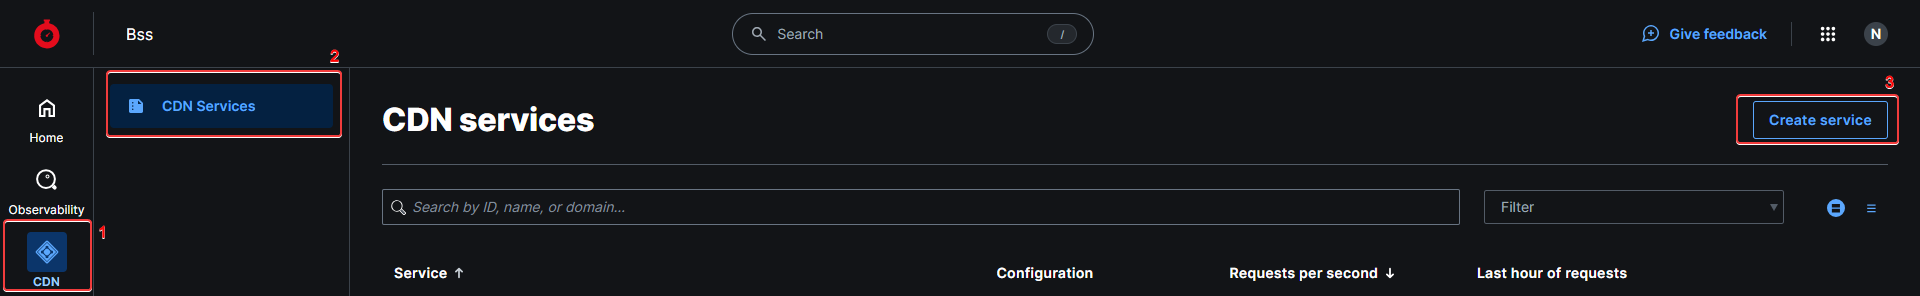 Bss
Search
/
Give feedback
N
2
3
CDN Services
CDN services
Create service
Home
Observability
Search by ID, name, or domain...
Filter
1
CDN
Service ↑
Configuration
Requests per second ↓
Last hour of requests